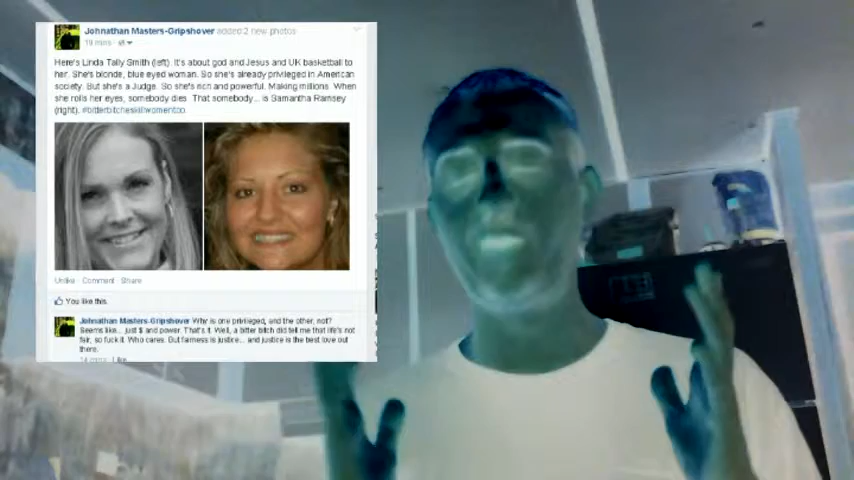 Johnathan Masters-Gripshover added 2 new photos
19 mins
Here's Linda Tally Smith (left). It's about god and Jesus and UK basketball to
her. She's blonde, blue eyed woman. So she's already privileged in American
society. But she's a Judge. So she's rich and powerful. Making millions. When
she rolls her eyes, somebody dies. That somebody... is Samantha Ramsey
(right). #bitterbitcheskillwomentoo
Unlike · Comment · Share
You like this.
Johnathan Masters-Gripshover Why is one privileged, and the other, not?
Seems like... just $ and power. That's it. Well, a bitter bitch did tell me that life's not
fair, so fuck it. Who cares. But fairness is justice... and justice is the best love out
there.
14 mins · Like